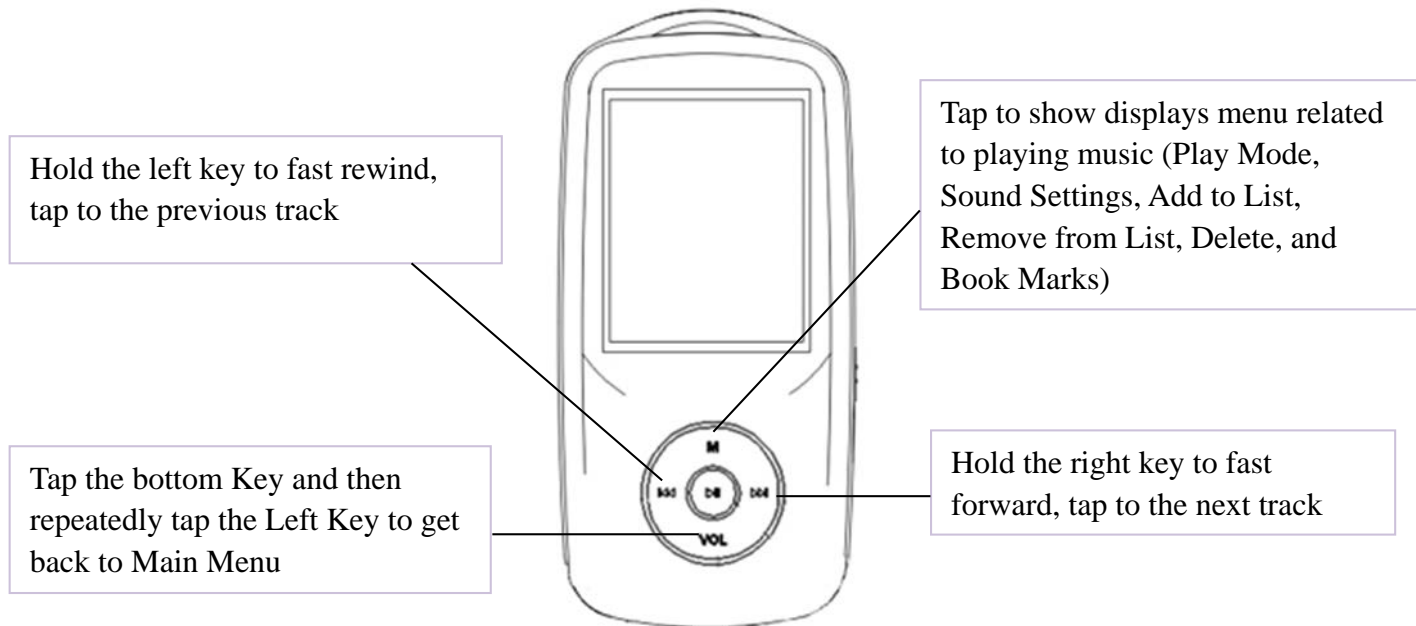 Hold the left key to fast rewind,
tap to the previous track
Tap to show displays menu related
to playing music (Play Mode,
Sound Settings, Add to List,
Remove from List, Delete, and
Book Marks)
M
VOL
Tap the bottom Key and then
repeatedly tap the Left Key to get
back to Main Menu
Hold the right key to fast
forward, tap to the next track